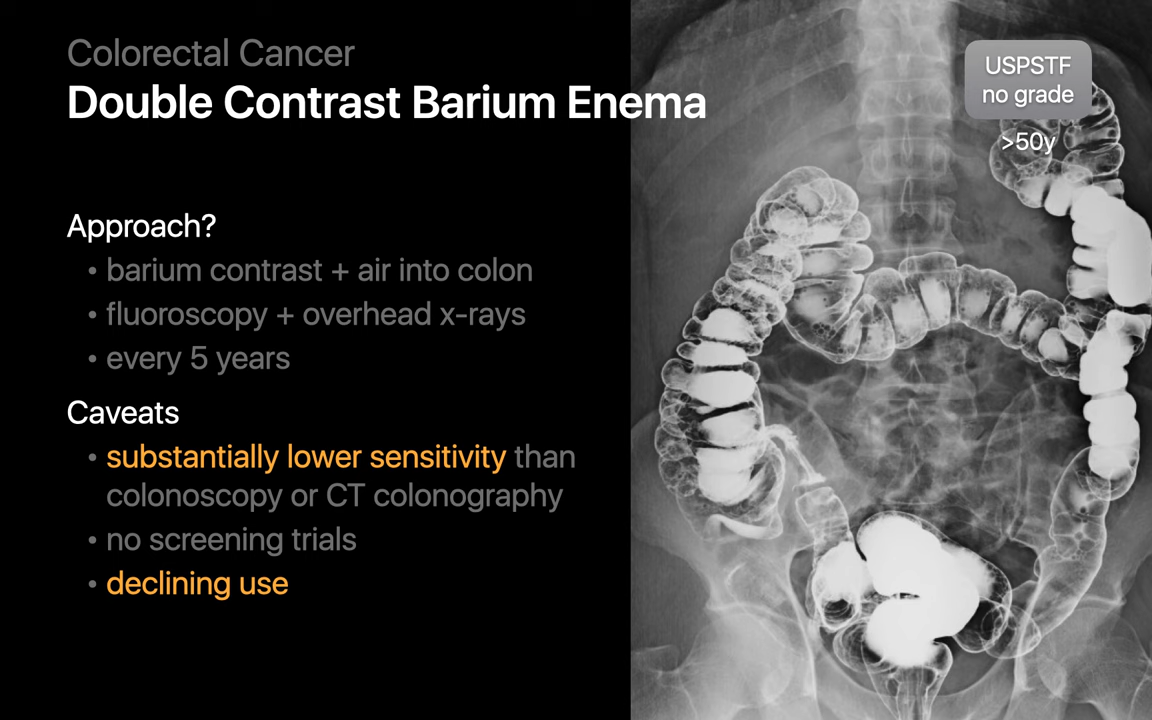 Colorectal Cancer
Double Contrast Barium Enema
USPSTF
no grade
>50y
Approach?
• barium contrast + air into colon
• fluoroscopy + overhead x-rays
• every 5 years
Caveats
• substantially lower sensitivity than
colonoscopy or CT colonography
• no screening trials
• declining use